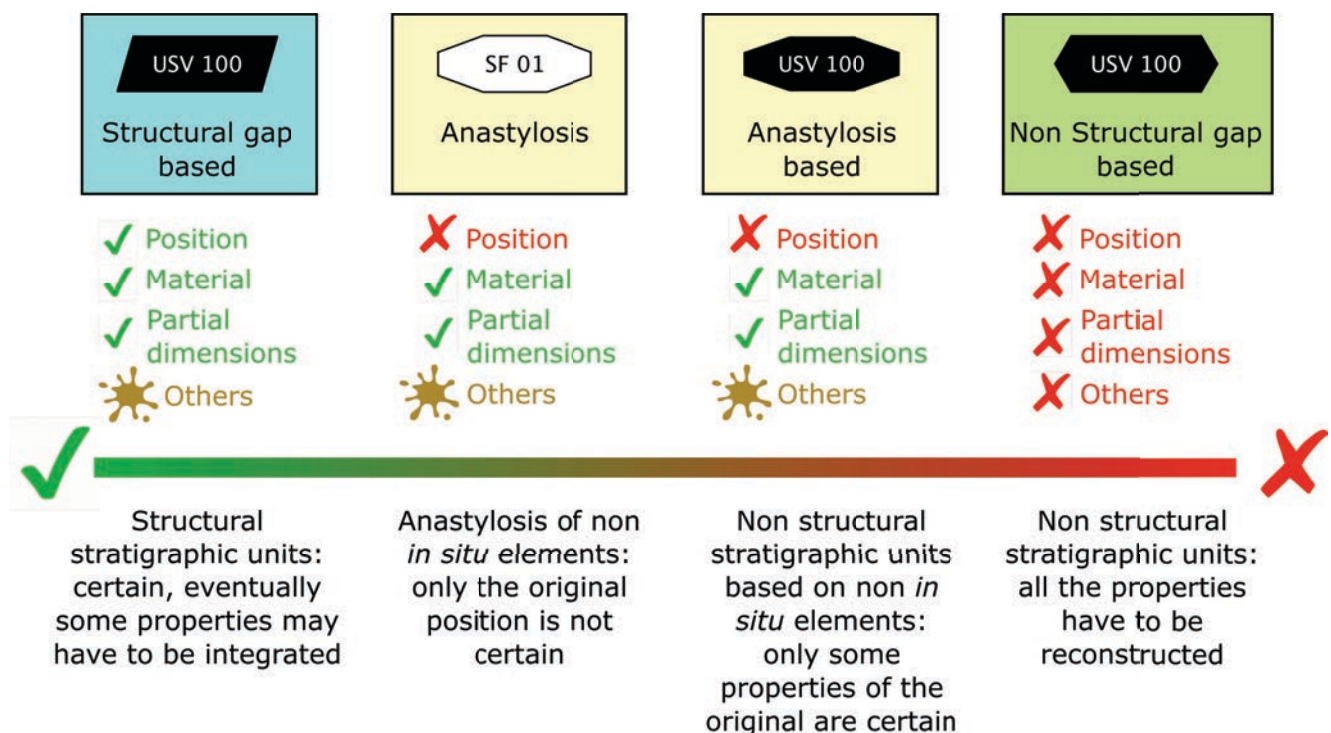 USV 100
Structural gap
based
Position
Material
Partial
dimensions
Others
Structural
stratigraphic units:
certain, eventually
some properties may
have to be integrated
SF 01
Anastylosis
Position
Material
Partial
dimensions
Others
Anastylosis of non
in situ elements:
only the original
position is not
certain
USV 100
Anastylosis
based
Position
Material
Partial
dimensions
Others
Non structural
stratigraphic units
based on non in
situ elements:
only some
properties of the
original are certain
USV 100
Non Structural gap
based
Position
Material
Partial
dimensions
Others
Non structural
stratigraphic units:
all the properties
have to be
reconstructed